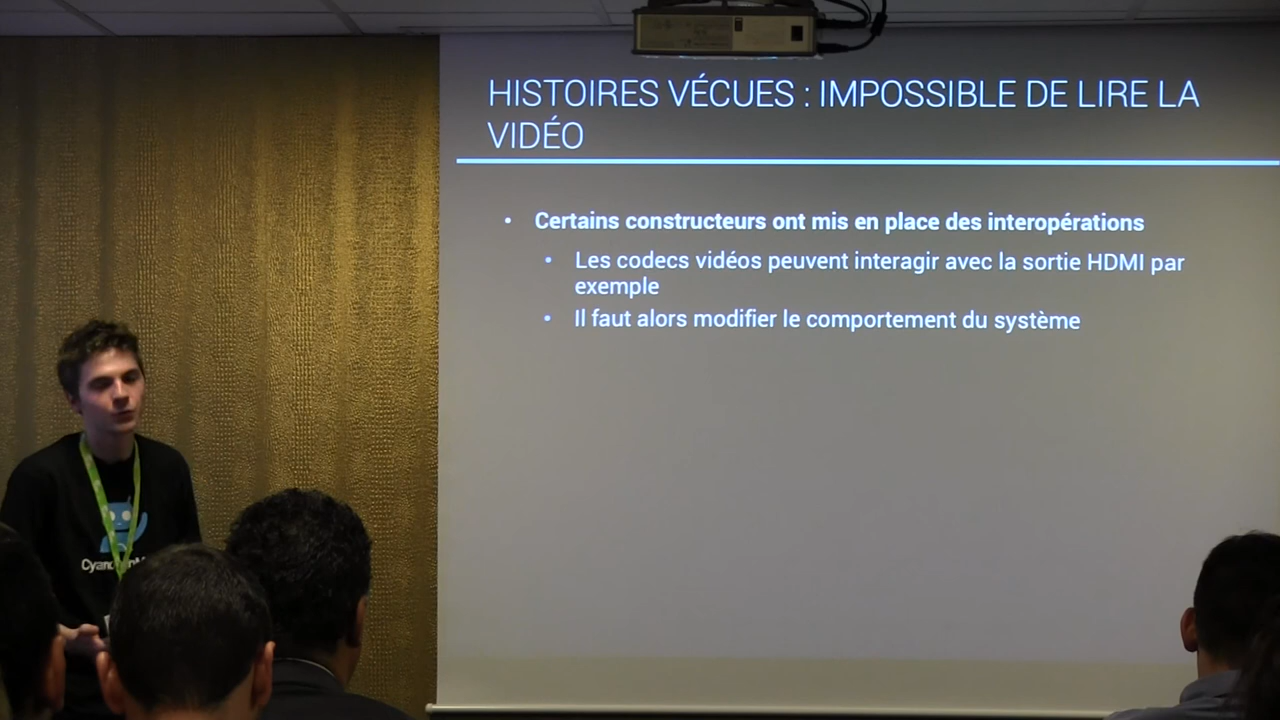 HISTOIRES VÉCUES : IMPOSSIBLE DE LIRE LA
VIDÉO
• Certains constructeurs ont mis en place des interopérations
• Les codecs vidéos peuvent interagir avec la sortie HDMI par
exemple
• Il faut alors modifier le comportement du système